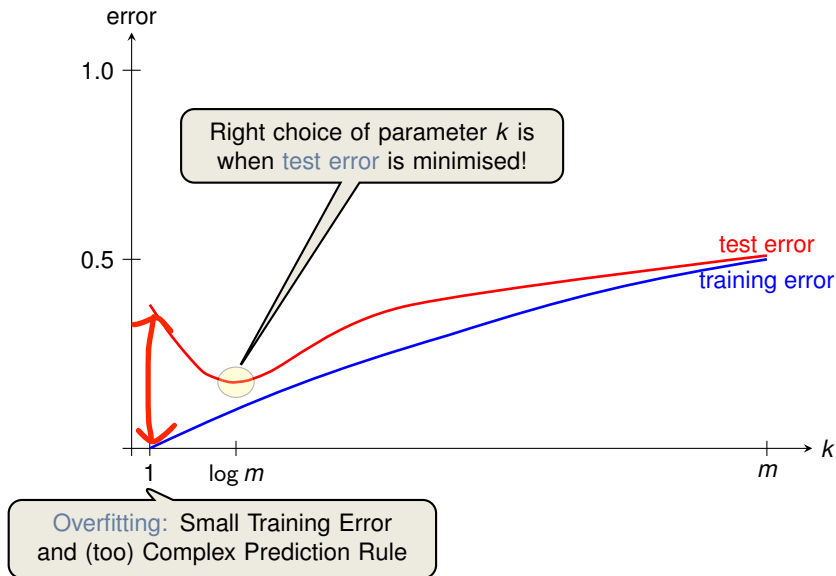 error
1.0
Right choice of parameter k is
when test error is minimised!
0.5
test error
training error
k
1
log m
m
Overfitting: Small Training Error
and (too) Complex Prediction Rule